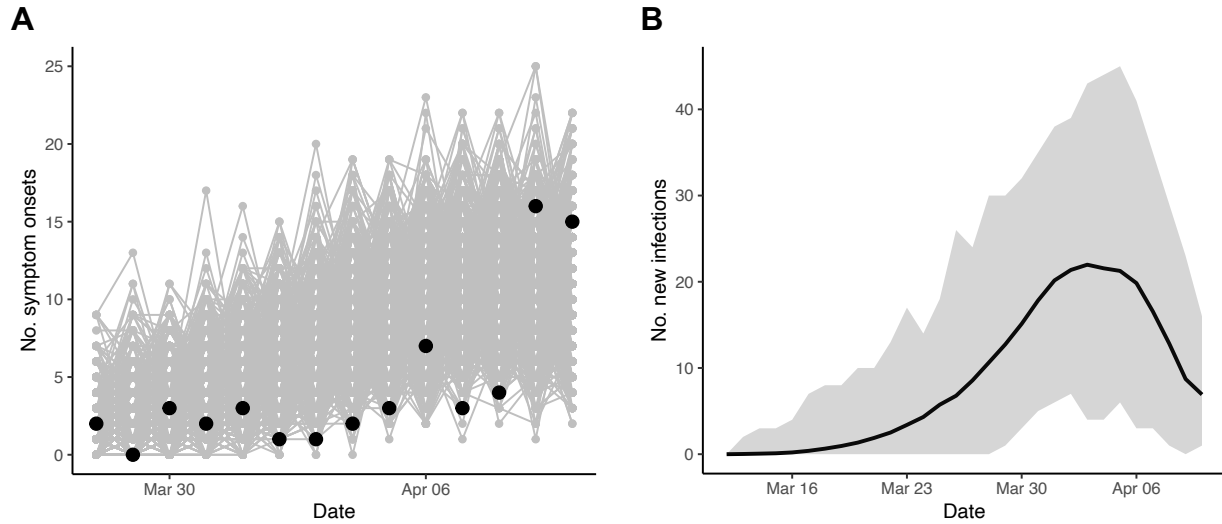 A
No. symptom onsets
25
20
15
10
5
0
Mar 30
Apr 06
Date
B
No. new infections
40
30
20
10
0
Mar 16
Mar 23
Mar 30
Apr 06
Date